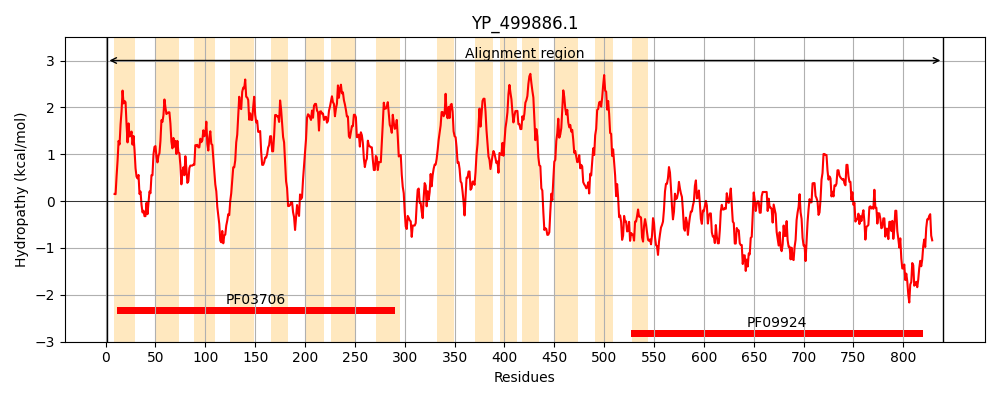 YP_499886.1
Alignment region
3
2
1
0
−1
−2
−3
Hydropathy (kcal/mol)
PF03706
PF09924
0 50 100 150 200 250 300 350 400 450 500 550 600 650 700 750 800
Residues